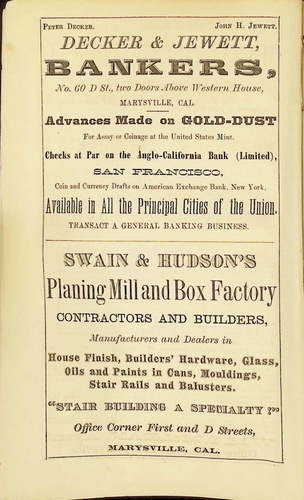 Peter Decker. John H. Jewett.
DECKER & JEWETT,
BANKERS,
No. 60 D St., two Doors Above Western House,
MARYSVILLE, CAL.
Advances Made on GOLD-DUST
For Assay or Coinage at the United States Mint.
Checks at Par on the Anglo-California Bank (Limited),
SAN FRANCISCO,
Coin and Currency Drafts on American Exchange Bank, New York,
Available in All the Principal Cities of the Union.
TRANSACT A GENERAL BANKING BUSINESS.
SWAIN & HUDSON'S
Planing Mill and Box Factory
CONTRACTORS AND BUILDERS,
Manufacturers and Dealers in
House Finish, Builders' Hardware, Glass,
Oils and Paints in Cans, Mouldings,
Stair Rails and Balusters.
"STAIR BUILDING A SPECIALTY!"
Office Corner First and D Streets,
MARYSVILLE, CAL.